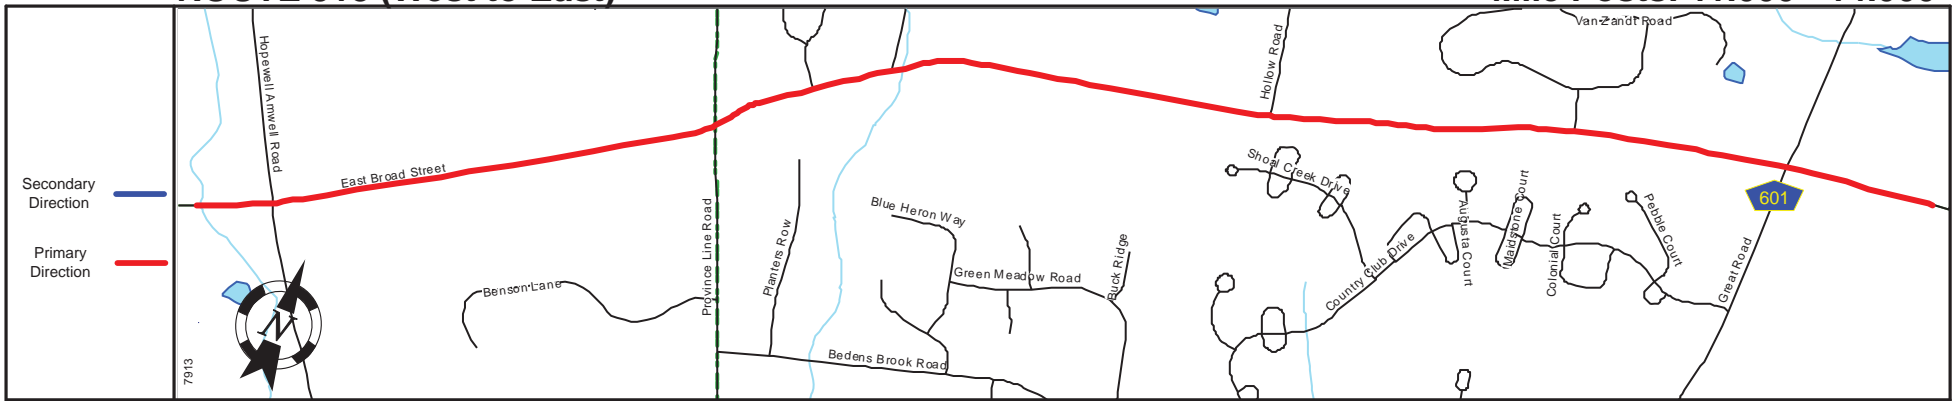 Secondary
Direction
Primary
Direction
7913
Hopewell Amwell Road
East Broad Street
Benson Lane
Province Line Road
Planters Row
Blue Heron Way
Green Meadow Road
Buck Ridge
Bedens Brook Road
Hollow Road
Van Zandt Road
Shoal Creek Drive
Country Club Drive
Augusta Court
Maidstone Court
Colonial Court
Pebble Court
Great Road
601
N